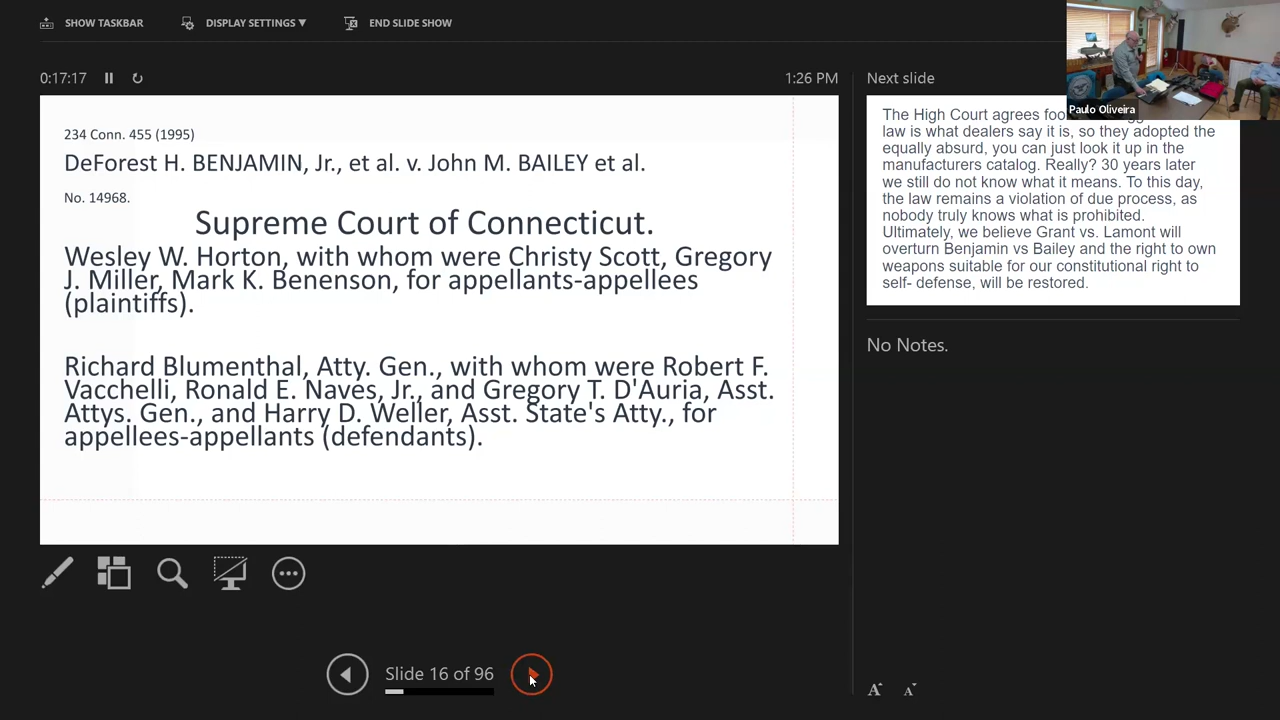 SHOW TASKBAR
DISPLAY SETTINGS ▼
END SLIDE SHOW
0:17:17
1:26 PM
Next slide
Paulo Oliveira
234 Conn. 455 (1995)
DeForest H. BENJAMIN, Jr., et al. v. John M. BAILEY et al.
No. 14968.
Supreme Court of Connecticut.
Wesley W. Horton, with whom were Christy Scott, Gregory
J. Miller, Mark K. Benenson, for appellants-appellees
(plaintiffs).
Richard Blumenthal, Atty. Gen., with whom were Robert F.
Vacchelli, Ronald E. Naves, Jr., and Gregory T. D'Auria, Asst.
Attys. Gen., and Harry D. Weller, Asst. State's Atty., for
appellees-appellants (defendants).
The High Court agrees
law is what dealers say it is, so they adopted the
equally absurd, you can just look it up in the
manufacturers catalog. Really? 30 years later
we still do not know what it means. To this day,
the law remains a violation of due process, as
nobody truly knows what is prohibited.
Ultimately, we believe Grant vs. Lamont will
overturn Benjamin vs Bailey and the right to own
weapons suitable for our constitutional right to
self- defense, will be restored.
No Notes.
Slide 16 of 96
A A